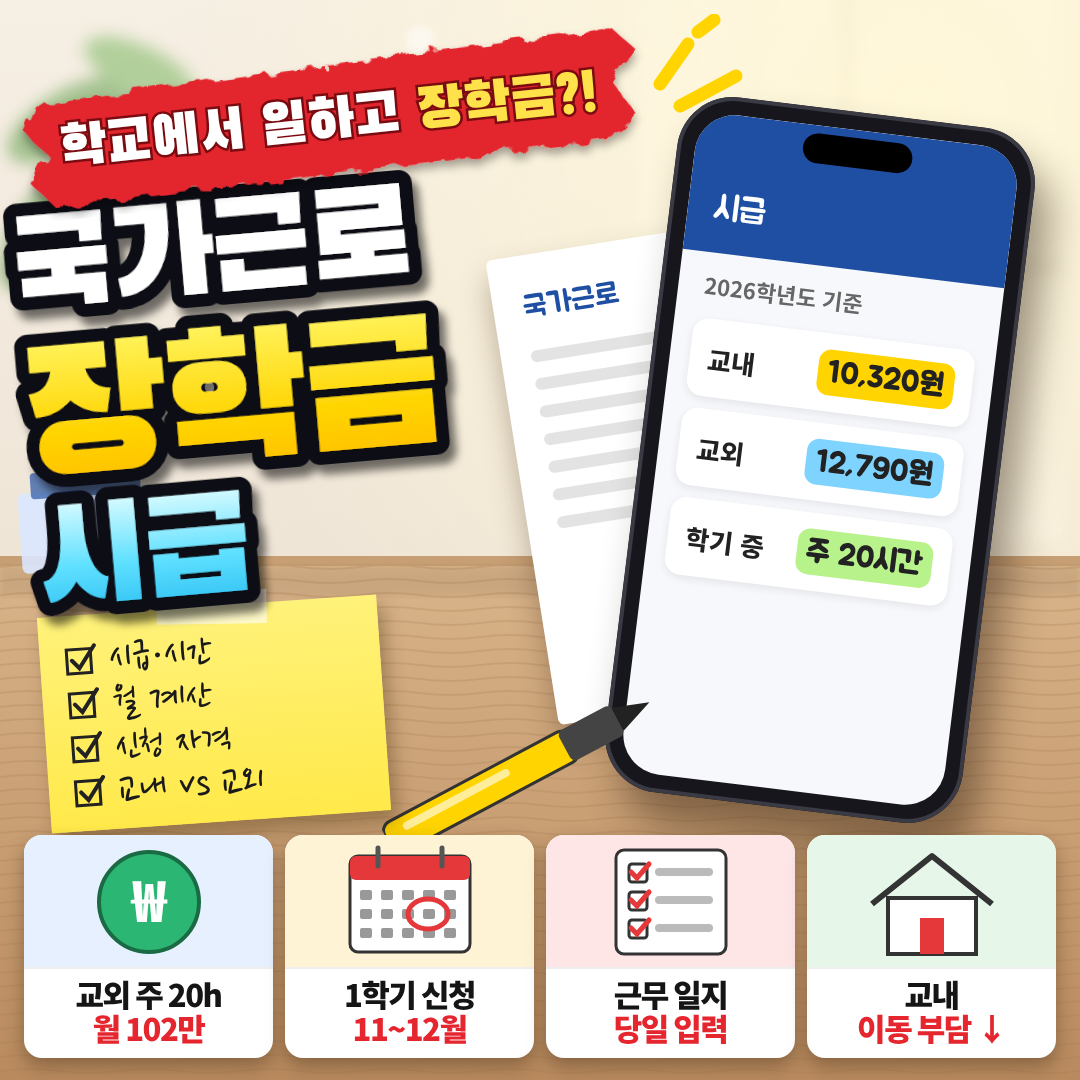 학교에서 일하고 장학금?!
국가근로
장학금
시급
시급·시간
월 계산
신청 자격
교내 vs 교외
국가근로
시급
2026학년도 기준
교내 10,320원
교외 12,790원
학기 중 주 20시간
₩
교외 주 20h
월 102만
1학기 신청
11~12월
근무 일지
당일 입력
교내
이동 부담 ↓